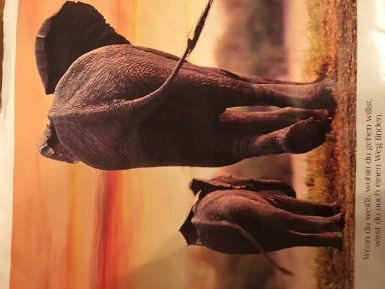 Wenn du weißt, wohin du gehen willst,
wirst du auch einen Weg finden.